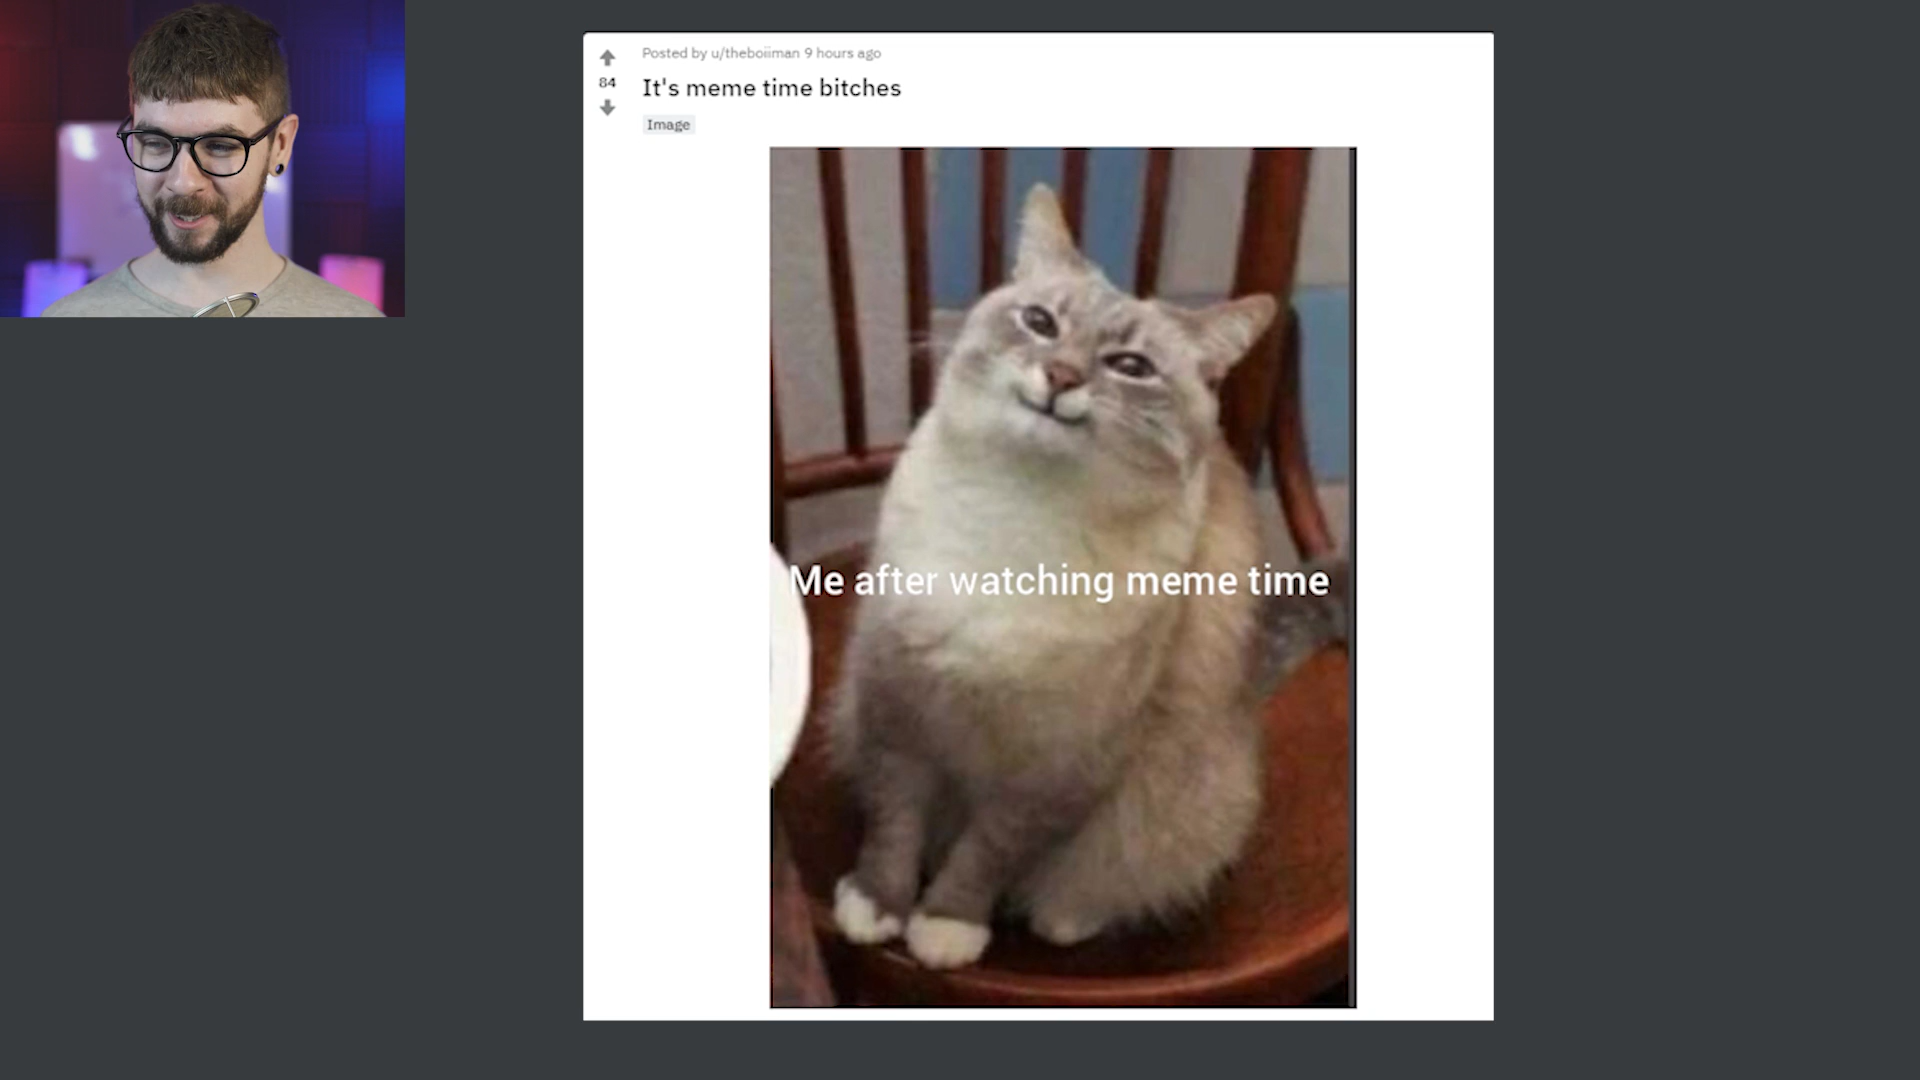 Posted by u/theboiiman 9 hours ago
84
It's meme time bitches
Image
Me after watching meme time